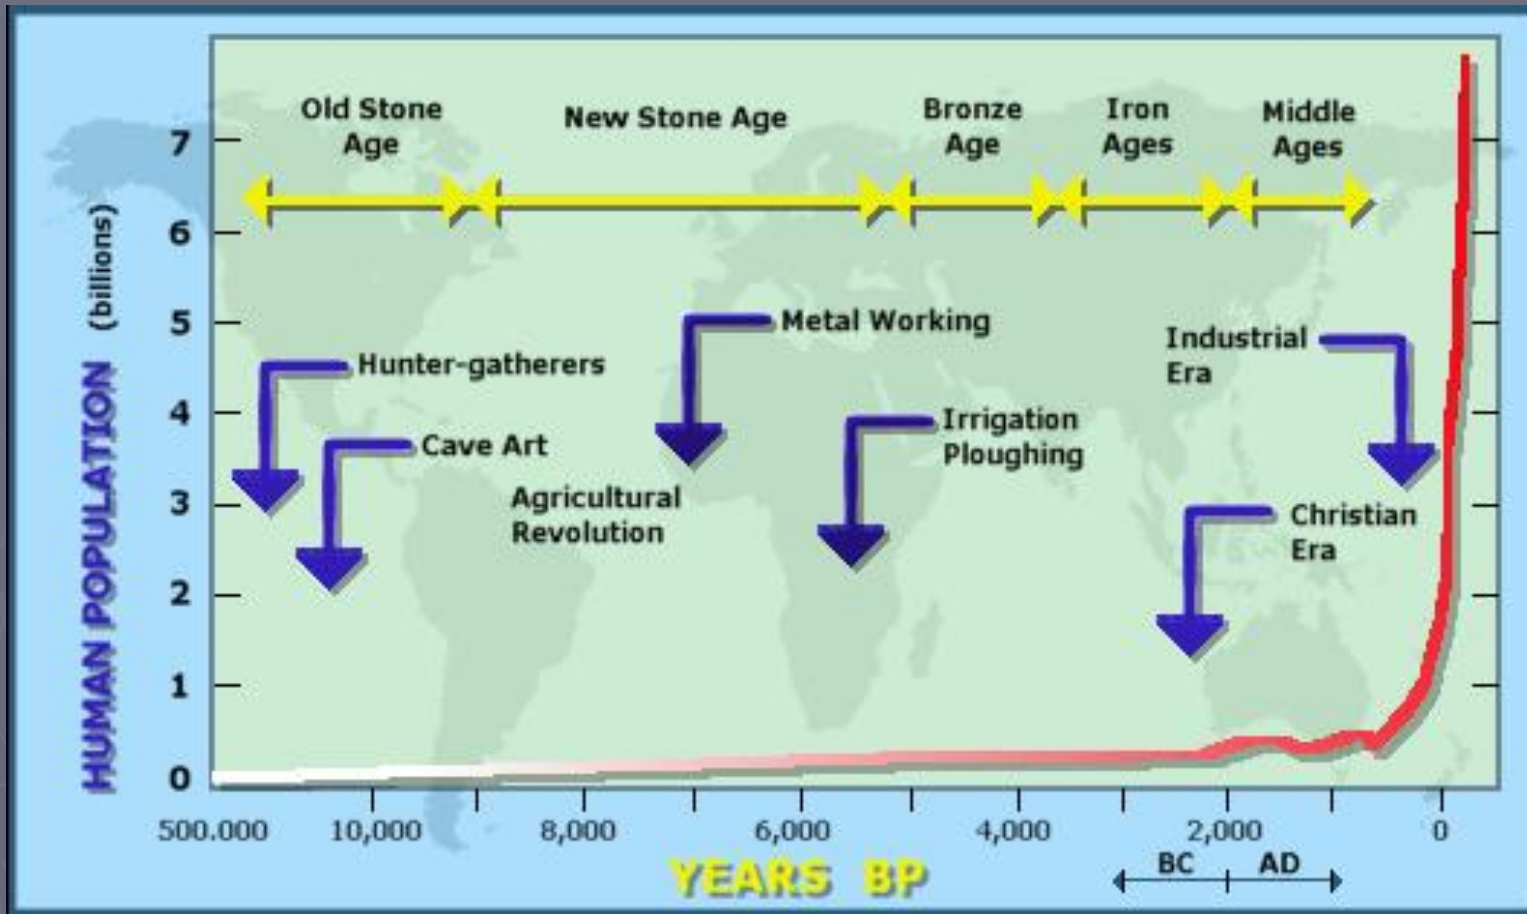 Old Stone
Age
New Stone Age
Bronze
Age
Iron
Ages
Middle
Ages
HUMAN POPULATION (billions)
7
6
5
4
3
2
1
0
Hunter-gatherers
Cave Art
Metal Working
Agricultural
Revolution
Irrigation
Ploughing
Industrial
Era
Christian
Era
500.000 10,000 8,000 6,000 4,000 2,000 0
YEARS BP
BC AD